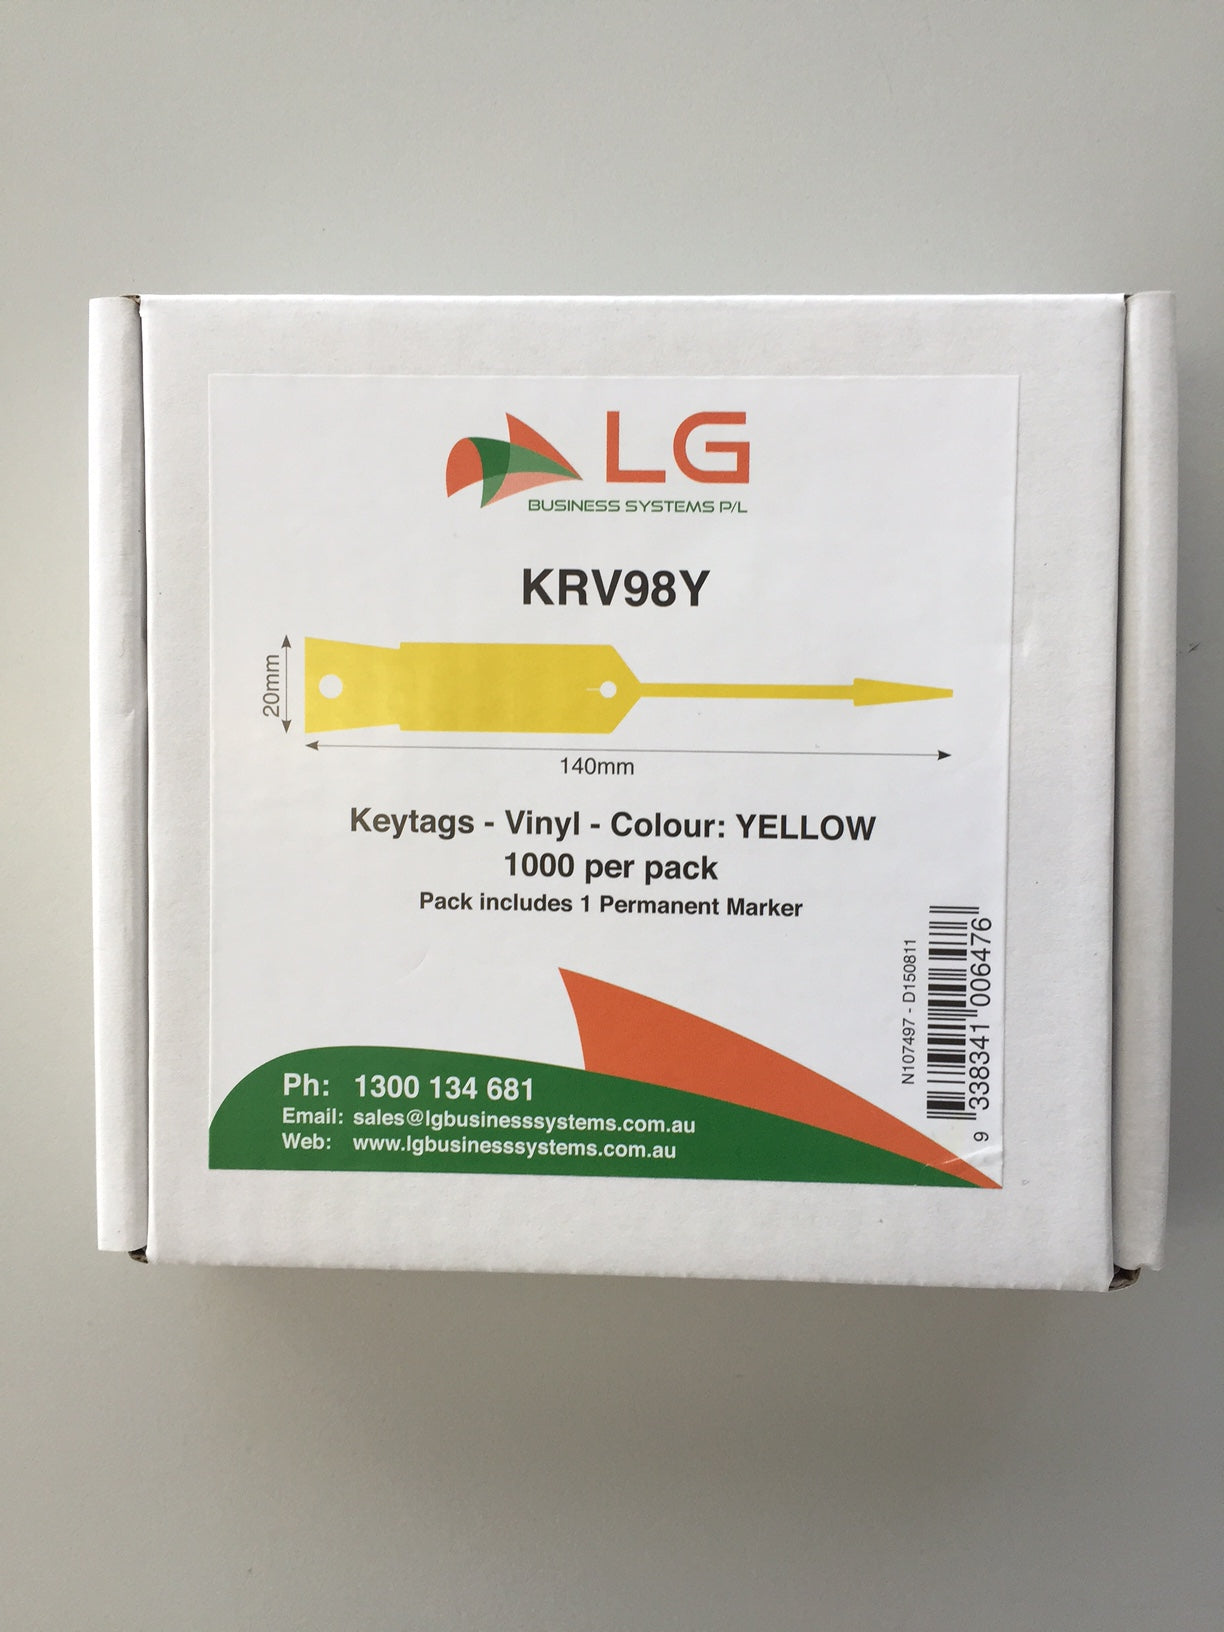 LG
BUSINESS SYSTEMS P/L
KRV98Y
20mm
140mm
Keytags - Vinyl - Colour: YELLOW
1000 per pack
Pack includes 1 Permanent Marker
N107497 - D150811
9 338341 006476
Ph: 1300 134 681
Email: sales@lgbusinesssystems.com.au
Web: www.lgbusinesssystems.com.au